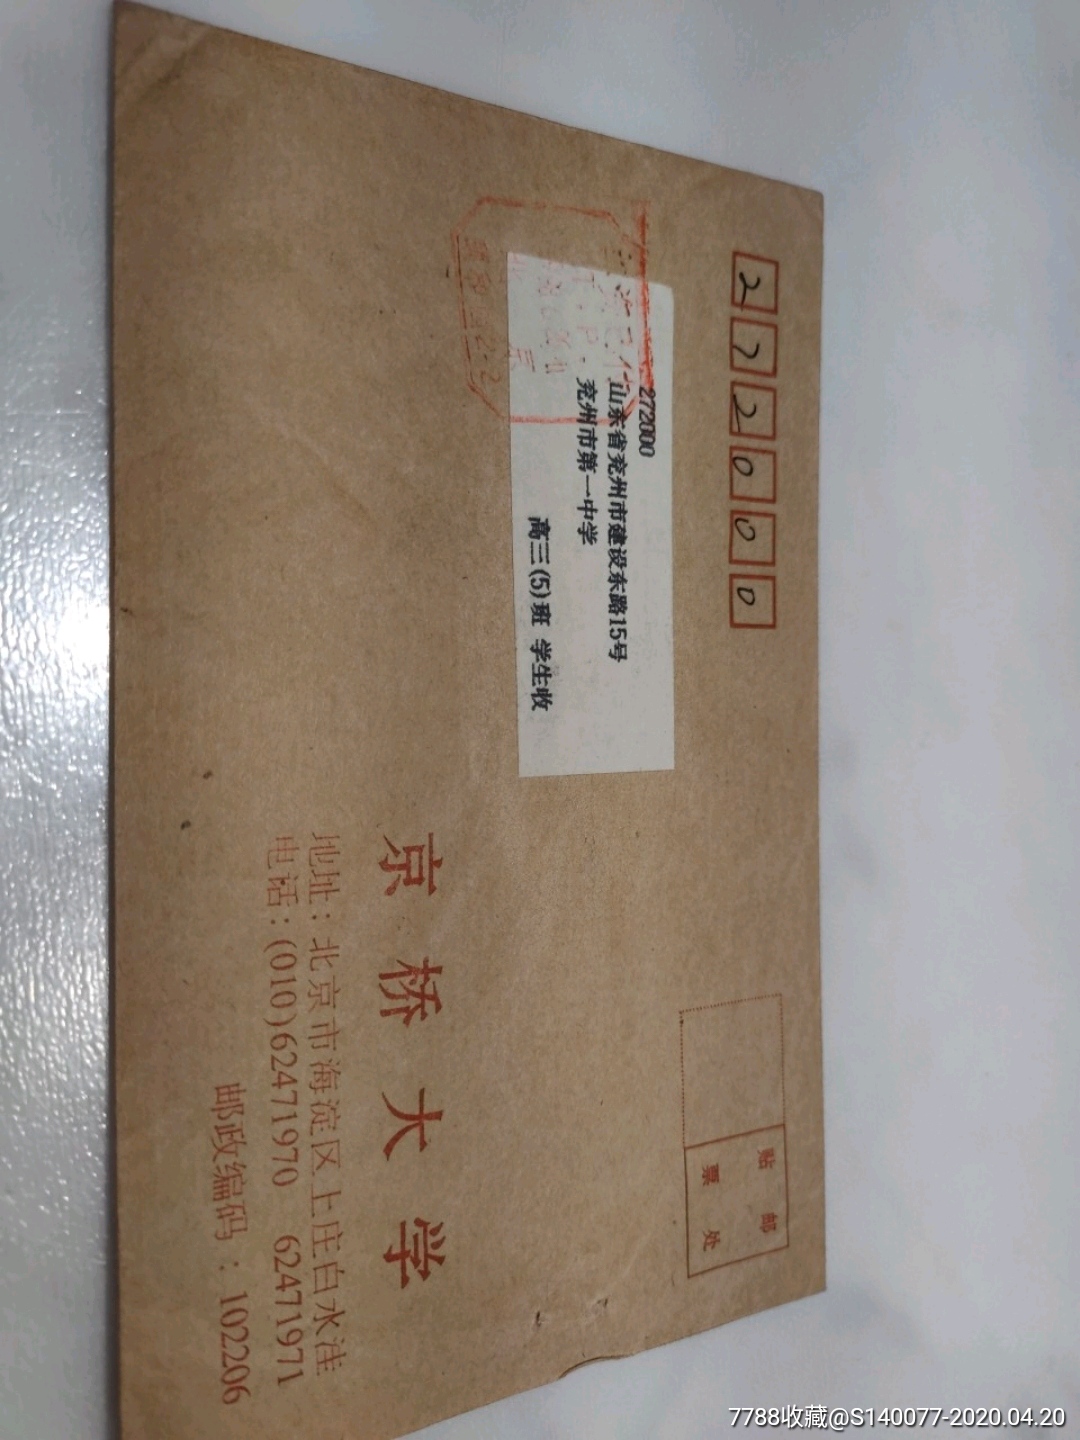 272000
272000
山东省兖州市建设东路15号
兖州市第一中学
高三(5)班 学生收
贴邮
票处
京桥大学
地址：北京市海淀区上庄白水洼
电话：(010)62471970 62471971
邮政编码：102206
7788收藏@S140077-2020.04.20